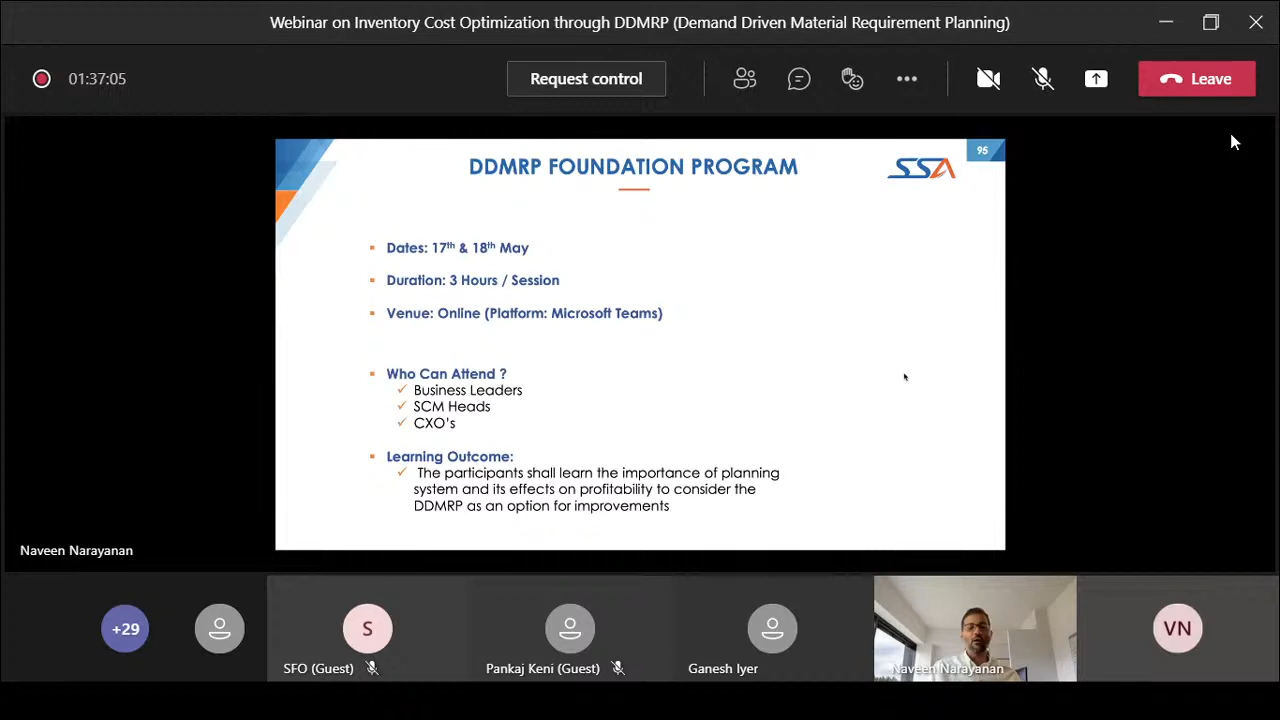 Webinar on Inventory Cost Optimization through DDMRP (Demand Driven Material Requirement Planning)
01:37:05
Request control
Leave
DDMRP FOUNDATION PROGRAM
SSA
95
Dates: 17th & 18th May
Duration: 3 Hours / Session
Venue: Online (Platform: Microsoft Teams)
Who Can Attend ?
Business Leaders
SCM Heads
CXO's
Learning Outcome:
The participants shall learn the importance of planning
system and its effects on profitability to consider the
DDMRP as an option for improvements
Naveen Narayanan
+29
S
SFO (Guest)
Pankaj Keni (Guest)
Ganesh Iyer
Naveen Narayanan
VN